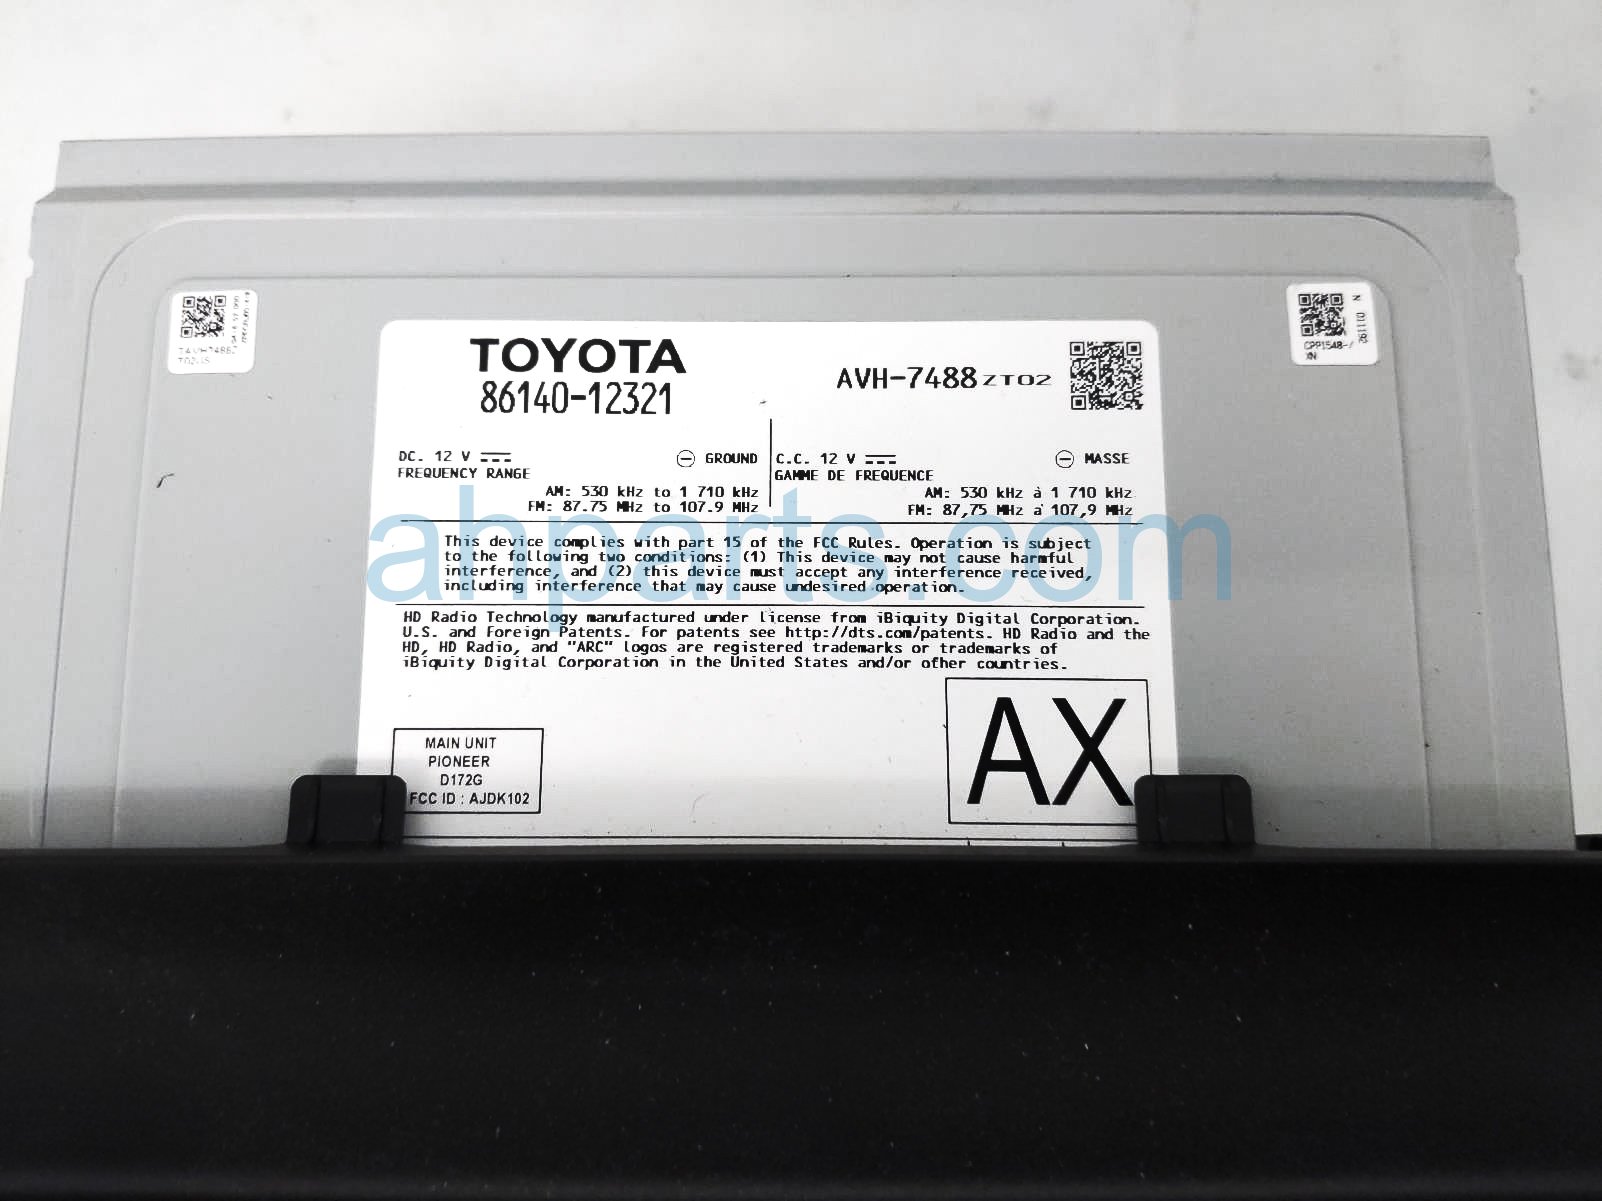 TOYOTA
86140-12321
AVH-7488ZT02
DC. 12 V
GROUND
FREQUENCY RANGE
AM: 530 kHz to 1 710 kHz
FM: 87.75 MHz to 107.9 MHz
C.C. 12 V
MASSE
GAMME DE FREQUENCE
AM: 530 kHz à 1 710 kHz
FM: 87,75 MHz à 107,9 MHz
This device complies with part 15 of the FCC Rules. Operation is subject
to the following two conditions: (1) This device may not cause harmful
interference, and (2) this device must accept any interference received,
including interference that may cause undesired operation.
HD Radio Technology manufactured under license from iBiquity Digital Corporation.
U.S. and Foreign Patents. For patents see http://dts.com/patents. HD Radio and the
HD, HD Radio, and "ARC" logos are registered trademarks or trademarks of
iBiquity Digital Corporation in the United States and/or other countries.
MAIN UNIT
PIONEER
D172G
FCC ID : AJDK102
AX
CPP1548-/
XN
N
ahparts.com